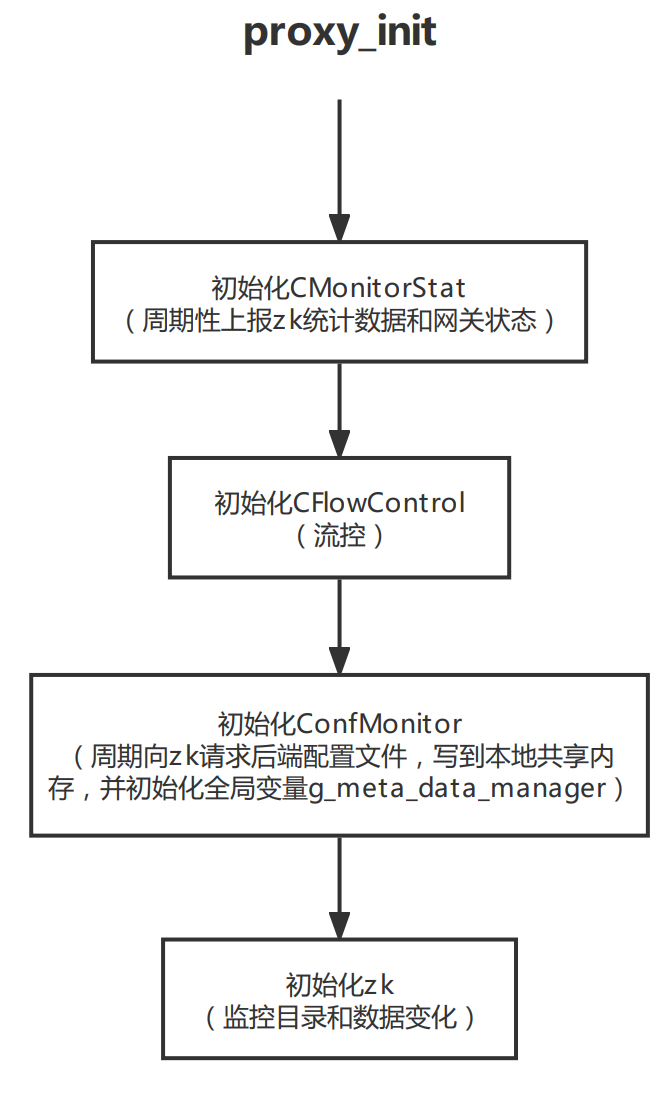 proxy_init
初始化CMonitorStat
（周期性上报zk统计数据和网关状态）
初始化CFlowControl
（流控）
初始化ConfMonitor
（周期向zk请求后端配置文件，写到本地共享内
存，并初始化全局变量g_meta_data_manager）
初始化zk
（监控目录和数据变化）